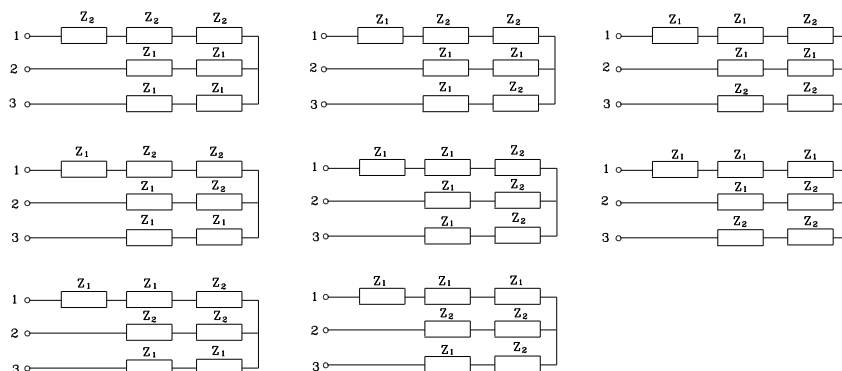 Z₂ Z₂ Z₂
1
Z₁ Z₁
2
Z₁ Z₁
3
Z₁ Z₂ Z₂
1
Z₁ Z₁
2
Z₁ Z₂
3
Z₁ Z₁ Z₂
1
Z₁ Z₁
2
Z₂ Z₂
3
Z₁ Z₂ Z₂
1
Z₁ Z₂
2
Z₁ Z₁
3
Z₁ Z₁ Z₂
1
Z₁ Z₂
2
Z₁ Z₂
3
Z₁ Z₁ Z₁
1
Z₁ Z₂
2
Z₂ Z₂
3
Z₁ Z₁ Z₂
1
Z₂ Z₂
2
Z₁ Z₁
3
Z₁ Z₁ Z₁
1
Z₂ Z₂
2
Z₁ Z₂
3